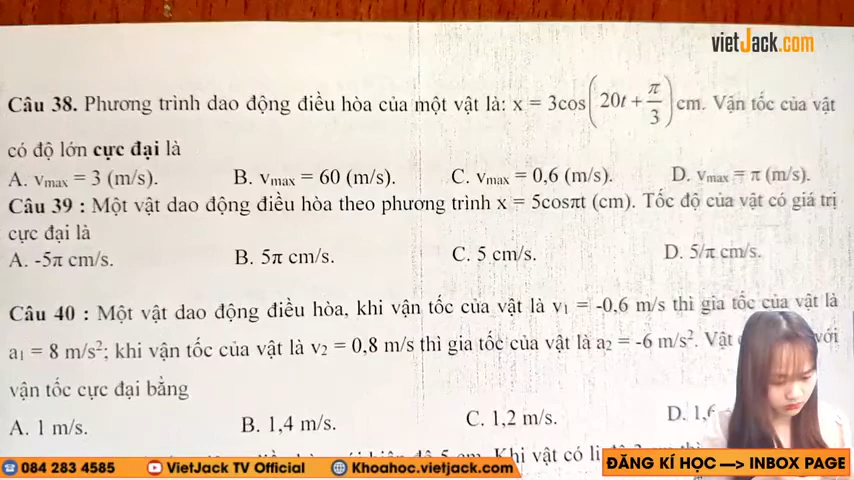 vietJack.com
Câu 38. Phương trình dao động điều hòa của một vật là: x = 3cos(20t + π/3) cm. Vận tốc của vật
có độ lớn cực đại là
A. vmax = 3 (m/s). B. vmax = 60 (m/s). C. vmax = 0,6 (m/s). D. vmax = π (m/s).
Câu 39 : Một vật dao động điều hòa theo phương trình x = 5cosπt (cm). Tốc độ của vật có giá trị
cực đại là
A. -5π cm/s. B. 5π cm/s. C. 5 cm/s. D. 5/π cm/s.
Câu 40 : Một vật dao động điều hòa, khi vận tốc của vật là v₁ = -0,6 m/s thì gia tốc của vật là
a₁ = 8 m/s²; khi vận tốc của vật là v₂ = 0,8 m/s thì gia tốc của vật là a₂ = -6 m/s². Vật với
vận tốc cực đại bằng
A. 1 m/s. B. 1,4 m/s. C. 1,2 m/s. D.
5 cm. Khi vật có li
084 283 4585 VietJack TV Official Khoahoc.vietjack.com ĐĂNG KÍ HỌC —> INBOX PAGE